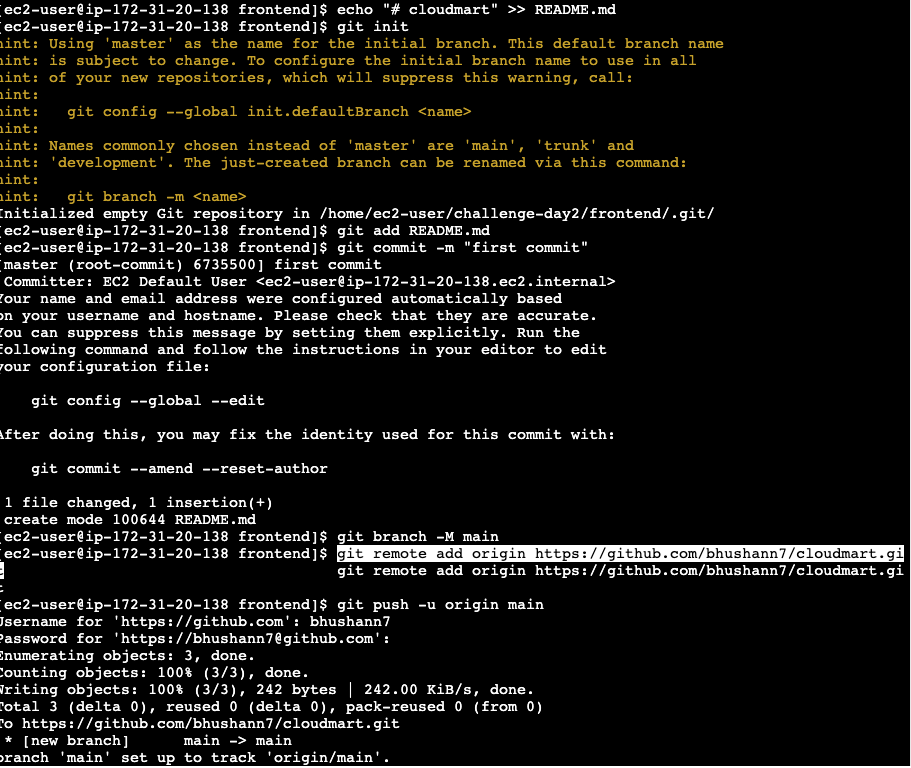 [ec2-user@ip-172-31-20-138 frontend]$ echo "# cloudmart" >> README.md
[ec2-user@ip-172-31-20-138 frontend]$ git init
hint: Using 'master' as the name for the initial branch. This default branch name
hint: is subject to change. To configure the initial branch name to use in all
hint: of your new repositories, which will suppress this warning, call:
hint:
hint:   git config --global init.defaultBranch <name>
hint:
hint: Names commonly chosen instead of 'master' are 'main', 'trunk' and
hint: 'development'. The just-created branch can be renamed via this command:
hint:
hint:   git branch -m <name>
Initialized empty Git repository in /home/ec2-user/challenge-day2/frontend/.git/
[ec2-user@ip-172-31-20-138 frontend]$ git add README.md
[ec2-user@ip-172-31-20-138 frontend]$ git commit -m "first commit"
[master (root-commit) 6735500] first commit
 Committer: EC2 Default User <ec2-user@ip-172-31-20-138.ec2.internal>
Your name and email address were configured automatically based
on your username and hostname. Please check that they are accurate.
You can suppress this message by setting them explicitly. Run the
following command and follow the instructions in your editor to edit
your configuration file:

    git config --global --edit

After doing this, you may fix the identity used for this commit with:

    git commit --amend --reset-author

 1 file changed, 1 insertion(+)
 create mode 100644 README.md
[ec2-user@ip-172-31-20-138 frontend]$ git branch -M main
[ec2-user@ip-172-31-20-138 frontend]$ git remote add origin https://github.com/bhushann7/cloudmart.gi
t                                     git remote add origin https://github.com/bhushann7/cloudmart.gi
t
[ec2-user@ip-172-31-20-138 frontend]$ git push -u origin main
Username for 'https://github.com': bhushann7
Password for 'https://bhushann7@github.com':
Enumerating objects: 3, done.
Counting objects: 100% (3/3), done.
Writing objects: 100% (3/3), 242 bytes | 242.00 KiB/s, done.
Total 3 (delta 0), reused 0 (delta 0), pack-reused 0 (from 0)
To https://github.com/bhushann7/cloudmart.git
 * [new branch]      main -> main
branch 'main' set up to track 'origin/main'.